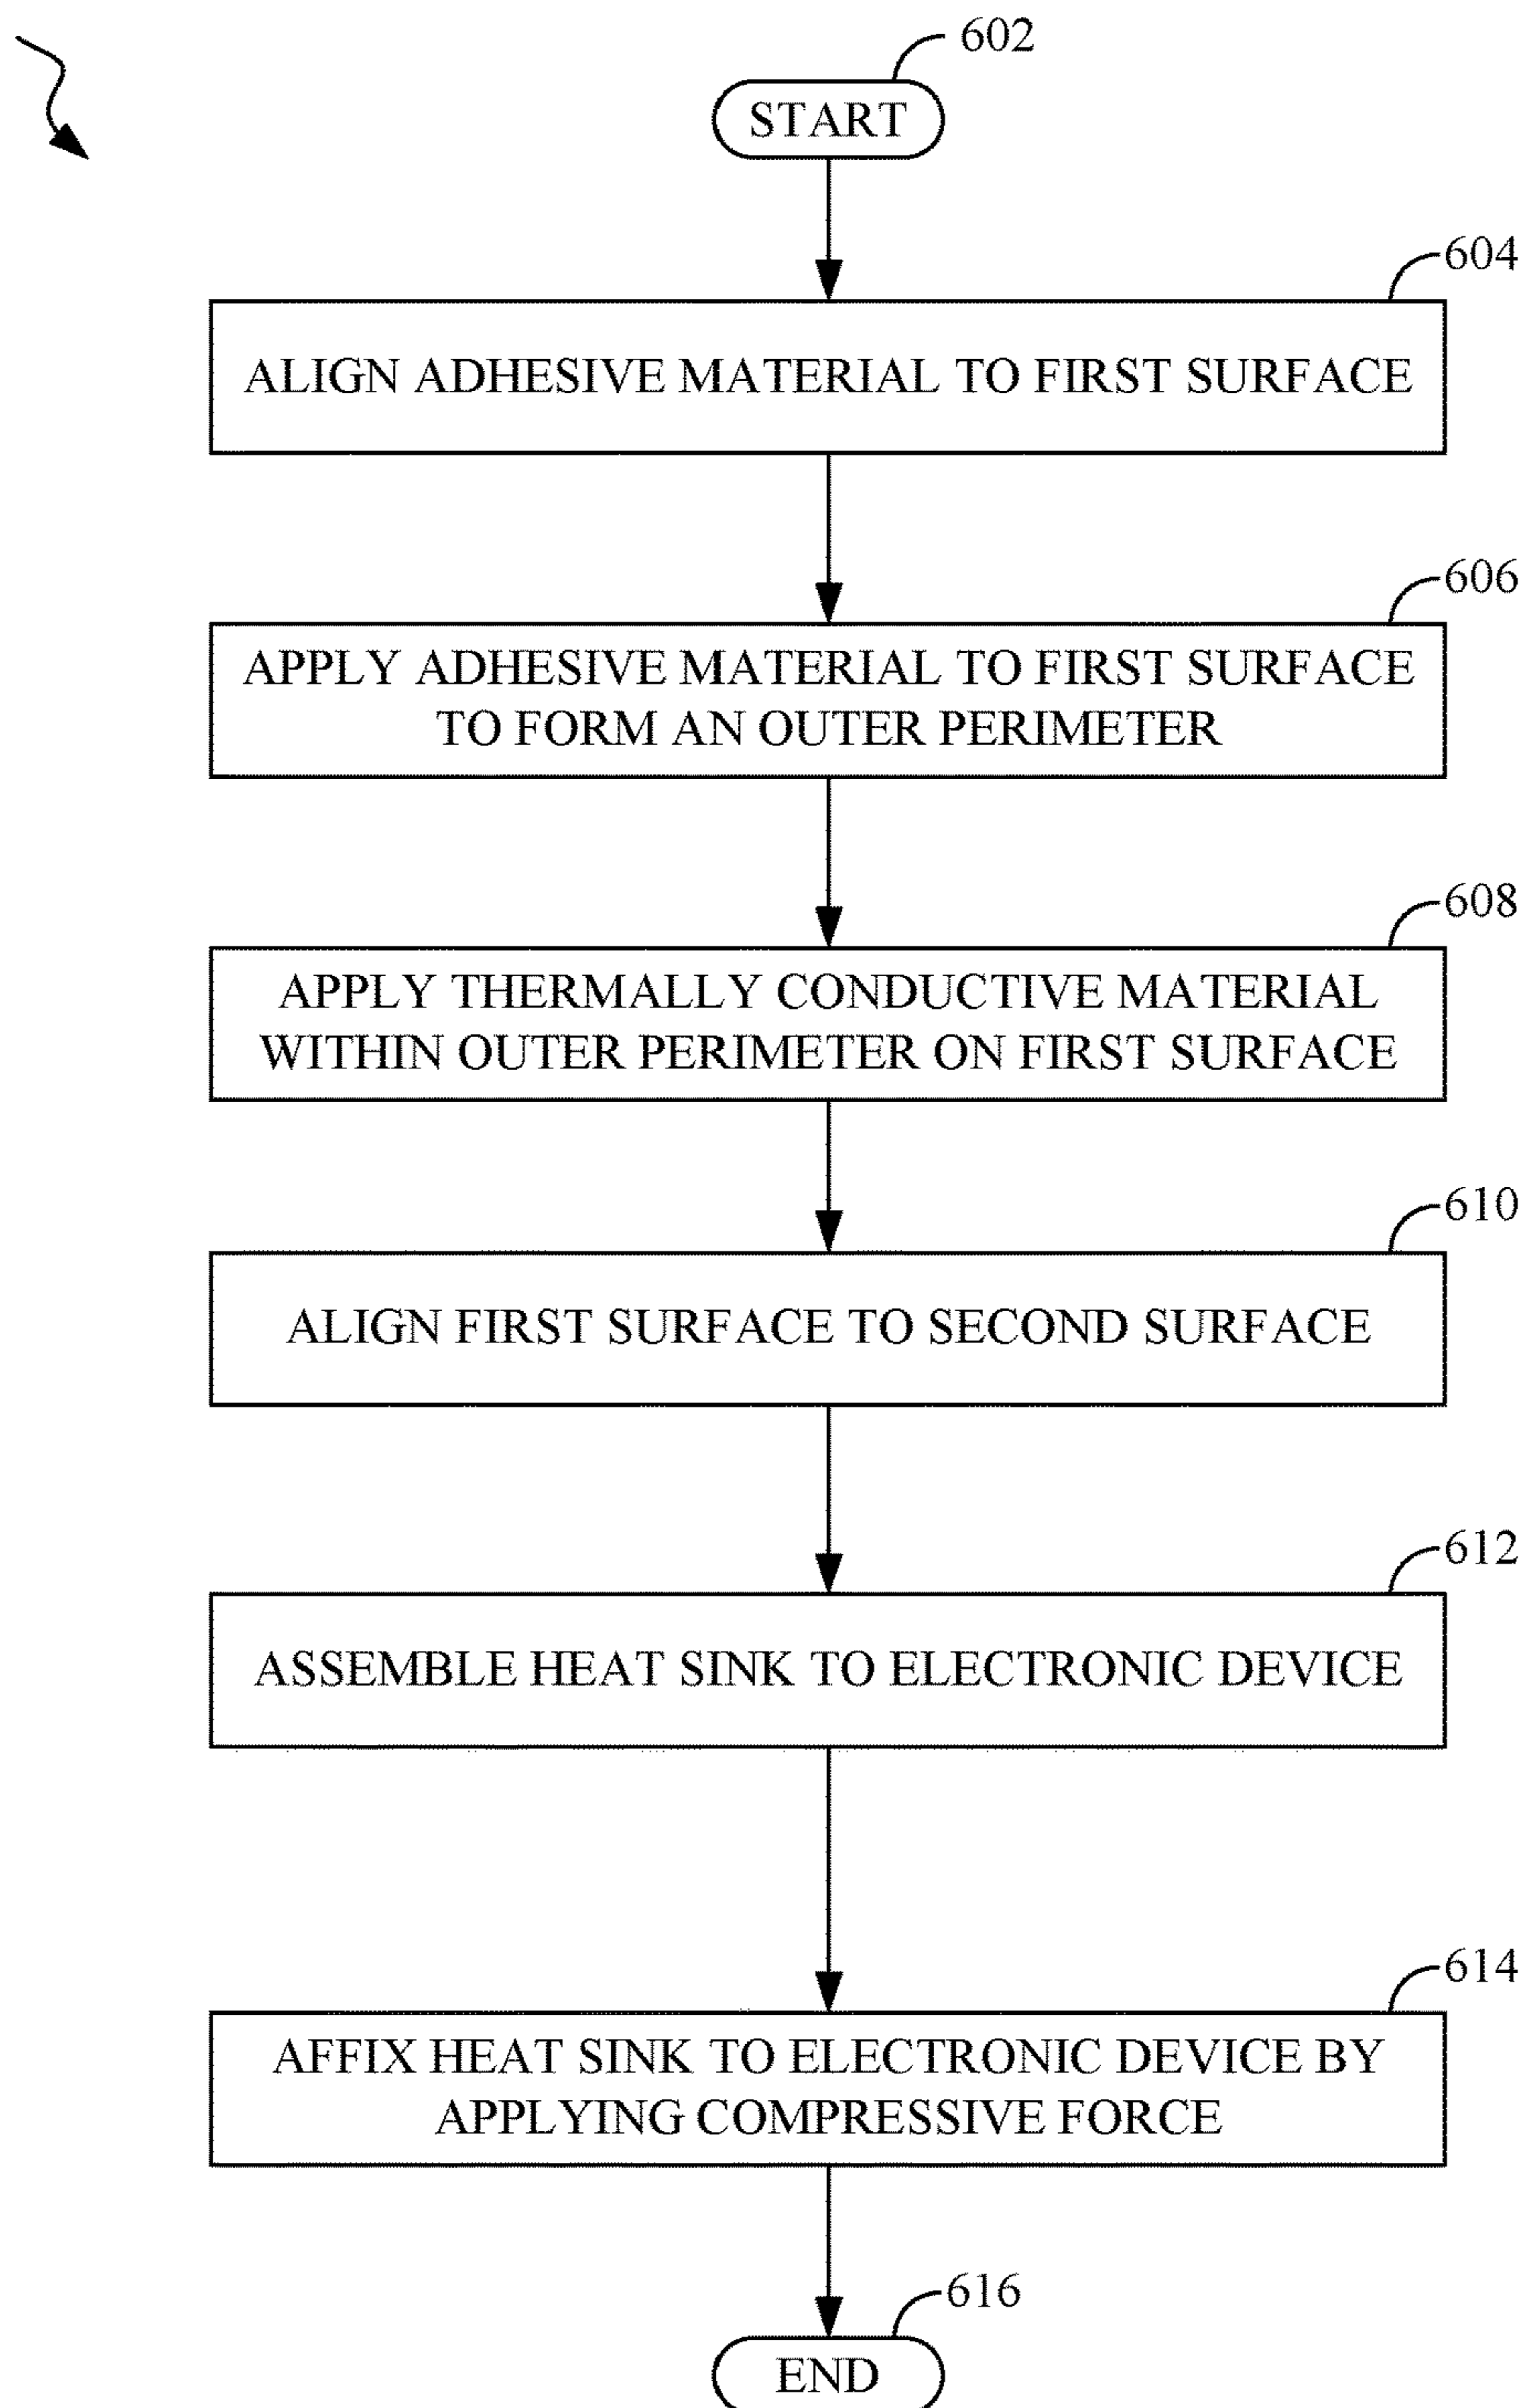 602
START
604
ALIGN ADHESIVE MATERIAL TO FIRST SURFACE
606
APPLY ADHESIVE MATERIAL TO FIRST SURFACE
TO FORM AN OUTER PERIMETER
608
APPLY THERMALLY CONDUCTIVE MATERIAL
WITHIN OUTER PERIMETER ON FIRST SURFACE
610
ALIGN FIRST SURFACE TO SECOND SURFACE
612
ASSEMBLE HEAT SINK TO ELECTRONIC DEVICE
614
AFFIX HEAT SINK TO ELECTRONIC DEVICE BY
APPLYING COMPRESSIVE FORCE
616
END